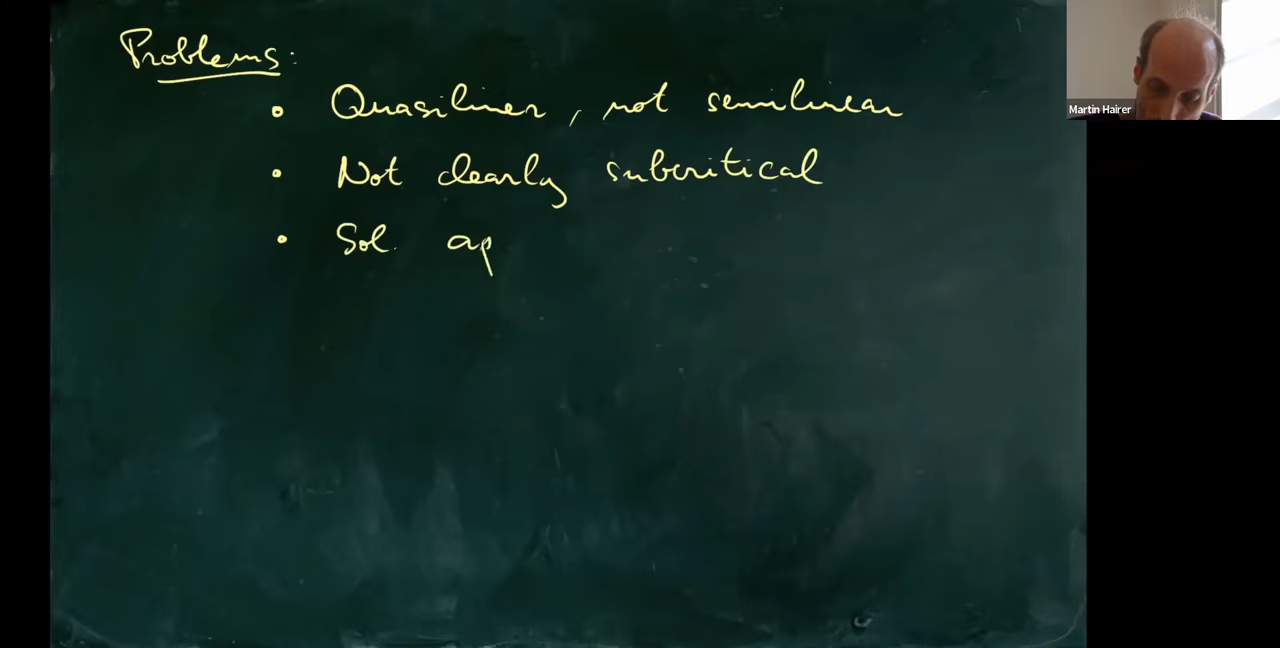 Problems:
• Quasilinear, not semilinear
• Not clearly subcritical
• Sol. ap
Martin Hairer